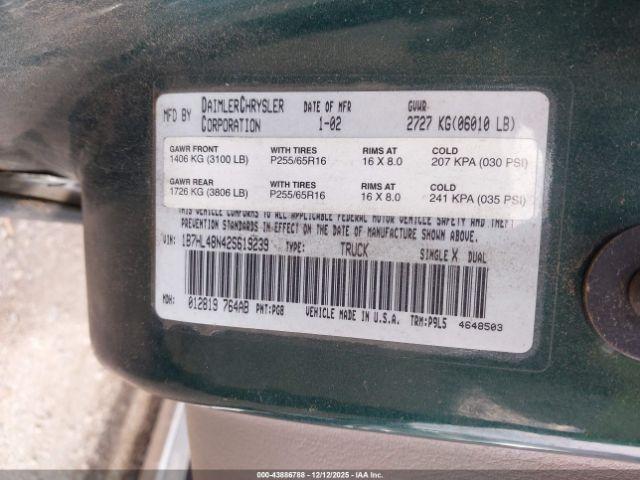 MFD BY DAIMLERCHRYSLER CORPORATION DATE OF MFR 1-02 GVWR 2727 KG(06010 LB)
GAWR FRONT WITH TIRES RIMS AT COLD
1406 KG (3100 LB) P255/65R16 16 X 8.0 207 KPA (030 PSI)
GAWR REAR WITH TIRES RIMS AT COLD
1726 KG (3806 LB) P255/65R16 16 X 8.0 241 KPA (035 PSI)
THIS VEHICLE CONFORMS TO ALL APPLICABLE FEDERAL MOTOR VEHICLE SAFETY AND THEFT
PREVENTION STANDARDS IN EFFECT ON THE DATE OF MANUFACTURE SHOWN ABOVE.
VIN: 1B7HL48N42S619239 TYPE: TRUCK SINGLE X DUAL
MDH: 012819 764AB PNT:PG8 VEHICLE MADE IN U.S.A. TRM:P9L5 4648503
00-43886788 - 12/12/2025 - COPYRIGHT IAA, LLC.